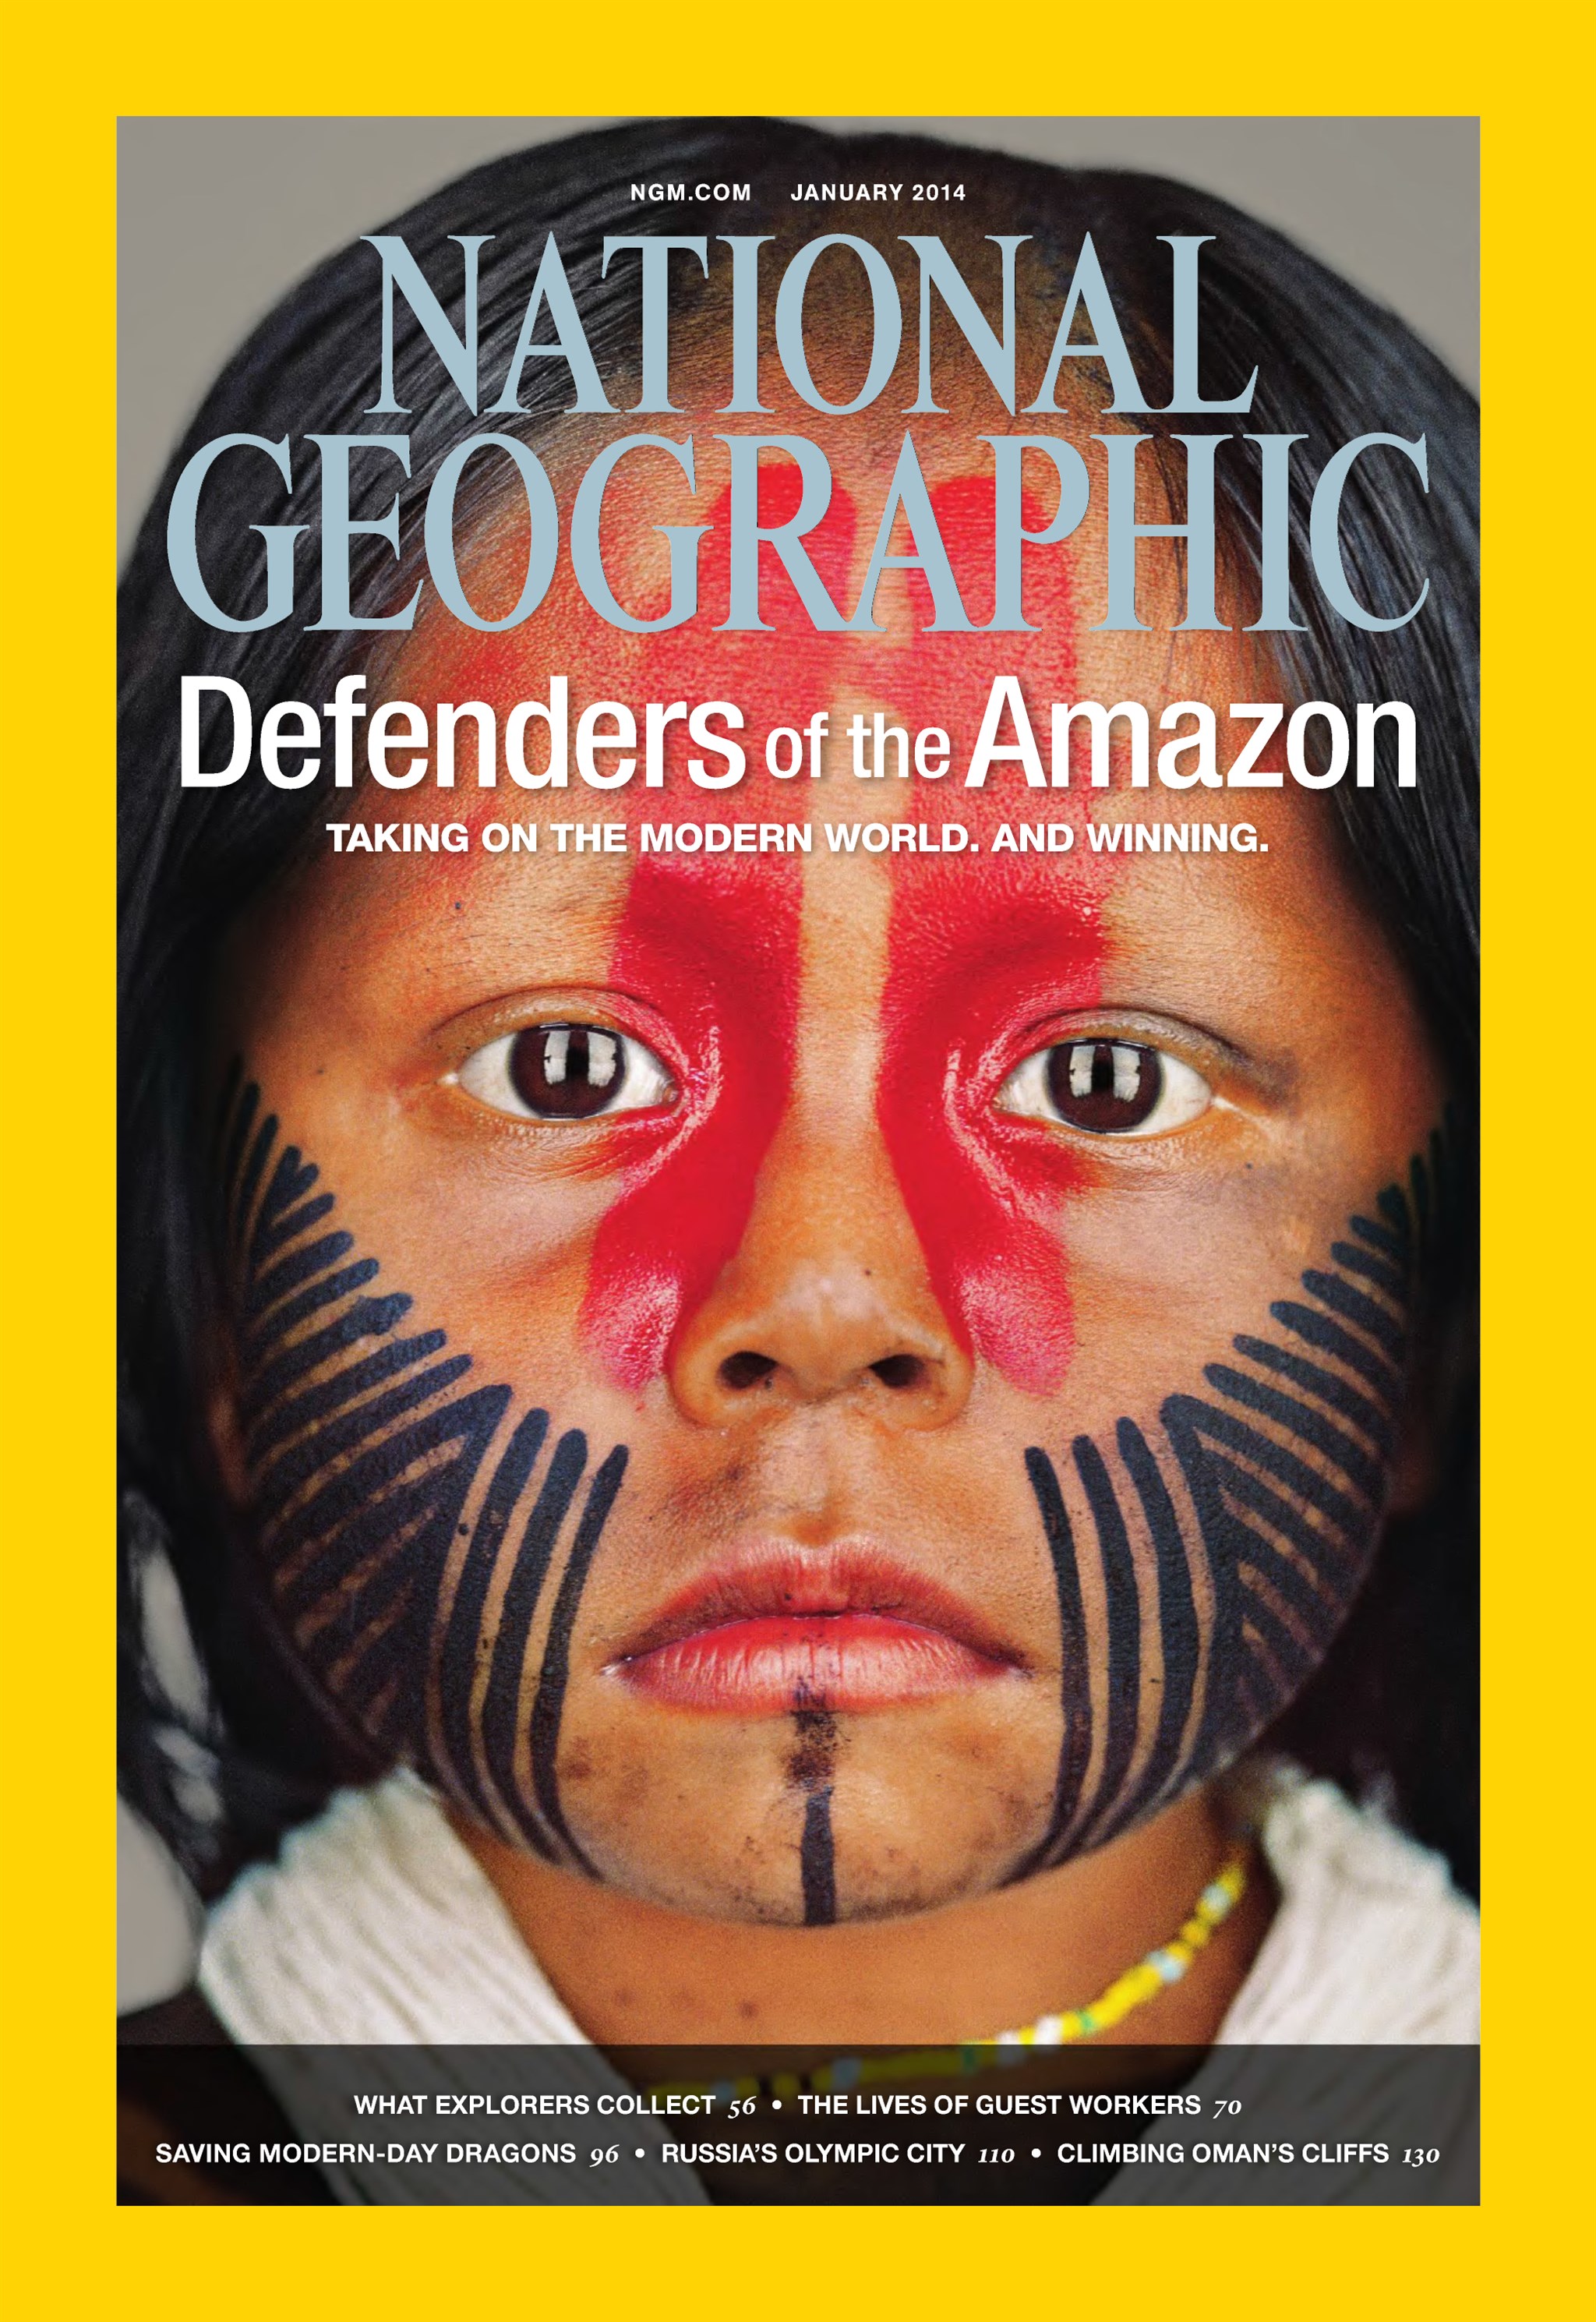 NGM.COM JANUARY 2014
NATIONAL
GEOGRAPHIC
Defenders of the Amazon
TAKING ON THE MODERN WORLD. AND WINNING.
WHAT EXPLORERS COLLECT 56 • THE LIVES OF GUEST WORKERS 70
SAVING MODERN-DAY DRAGONS 96 • RUSSIA'S OLYMPIC CITY 110 • CLIMBING OMAN'S CLIFFS 130